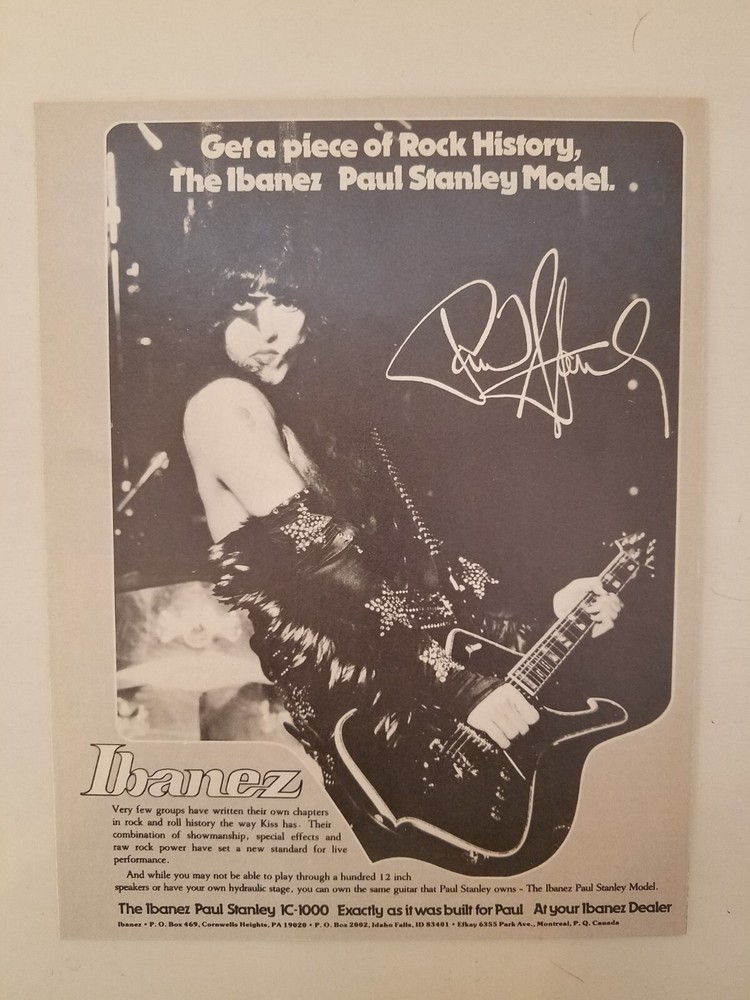 Get a piece of Rock History,
The Ibanez Paul Stanley Model.
Paul Stanley
Ibanez
Very few groups have written their own chapters
in rock and roll history the way Kiss has. Their
combination of showmanship, special effects and
raw rock power have set a new standard for live
performance.
And while you may not be able to play through a hundred 12 inch
speakers or have your own hydraulic stage, you can own the same guitar that Paul Stanley owns - The Ibanez Paul Stanley Model.
The Ibanez Paul Stanley IC-1000 Exactly as it was built for Paul At your Ibanez Dealer
Ibanez • P. O. Box 469, Cornwells Heights, PA 19020 • P. O. Box 2002, Idaho Falls, ID 83401 • Efkay 6355 Park Ave., Montreal, P. Q. Canada